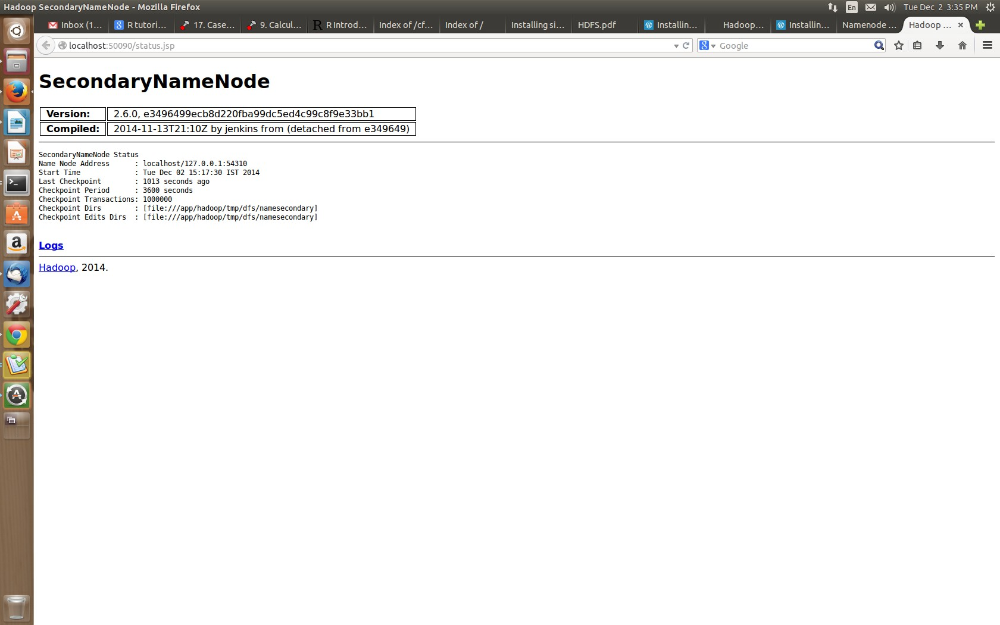 Hadoop SecondaryNameNode - Mozilla Firefox
En
Tue Dec 2 3:35 PM
Inbox (1...
R tutori...
17. Case...
9. Calcul...
R Introd...
Index of /cf...
Index of /
Installing si...
HDFS.pdf
Installin...
Hadoop...
Installin...
Namenode ...
Hadoop ...
localhost:50090/status.jsp
Google
SecondaryNameNode
Version: 2.6.0, e3496499ecb8d220fba99dc5ed4c99c8f9e33bb1
Compiled: 2014-11-13T21:10Z by jenkins from (detached from e349649)
SecondaryNameNode Status
Name Node Address : localhost/127.0.0.1:54310
Start Time : Tue Dec 02 15:17:30 IST 2014
Last Checkpoint : 1013 seconds ago
Checkpoint Period : 3600 seconds
Checkpoint Transactions: 1000000
Checkpoint Dirs : [file:///app/hadoop/tmp/dfs/namesecondary]
Checkpoint Edits Dirs : [file:///app/hadoop/tmp/dfs/namesecondary]
Logs
Hadoop, 2014.